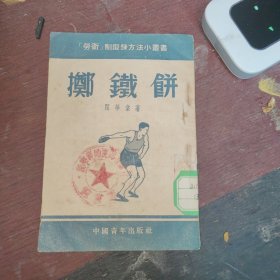 「勞衛」制鍛鍊方法小叢書
擲鐵餅
著
中國青年出版社